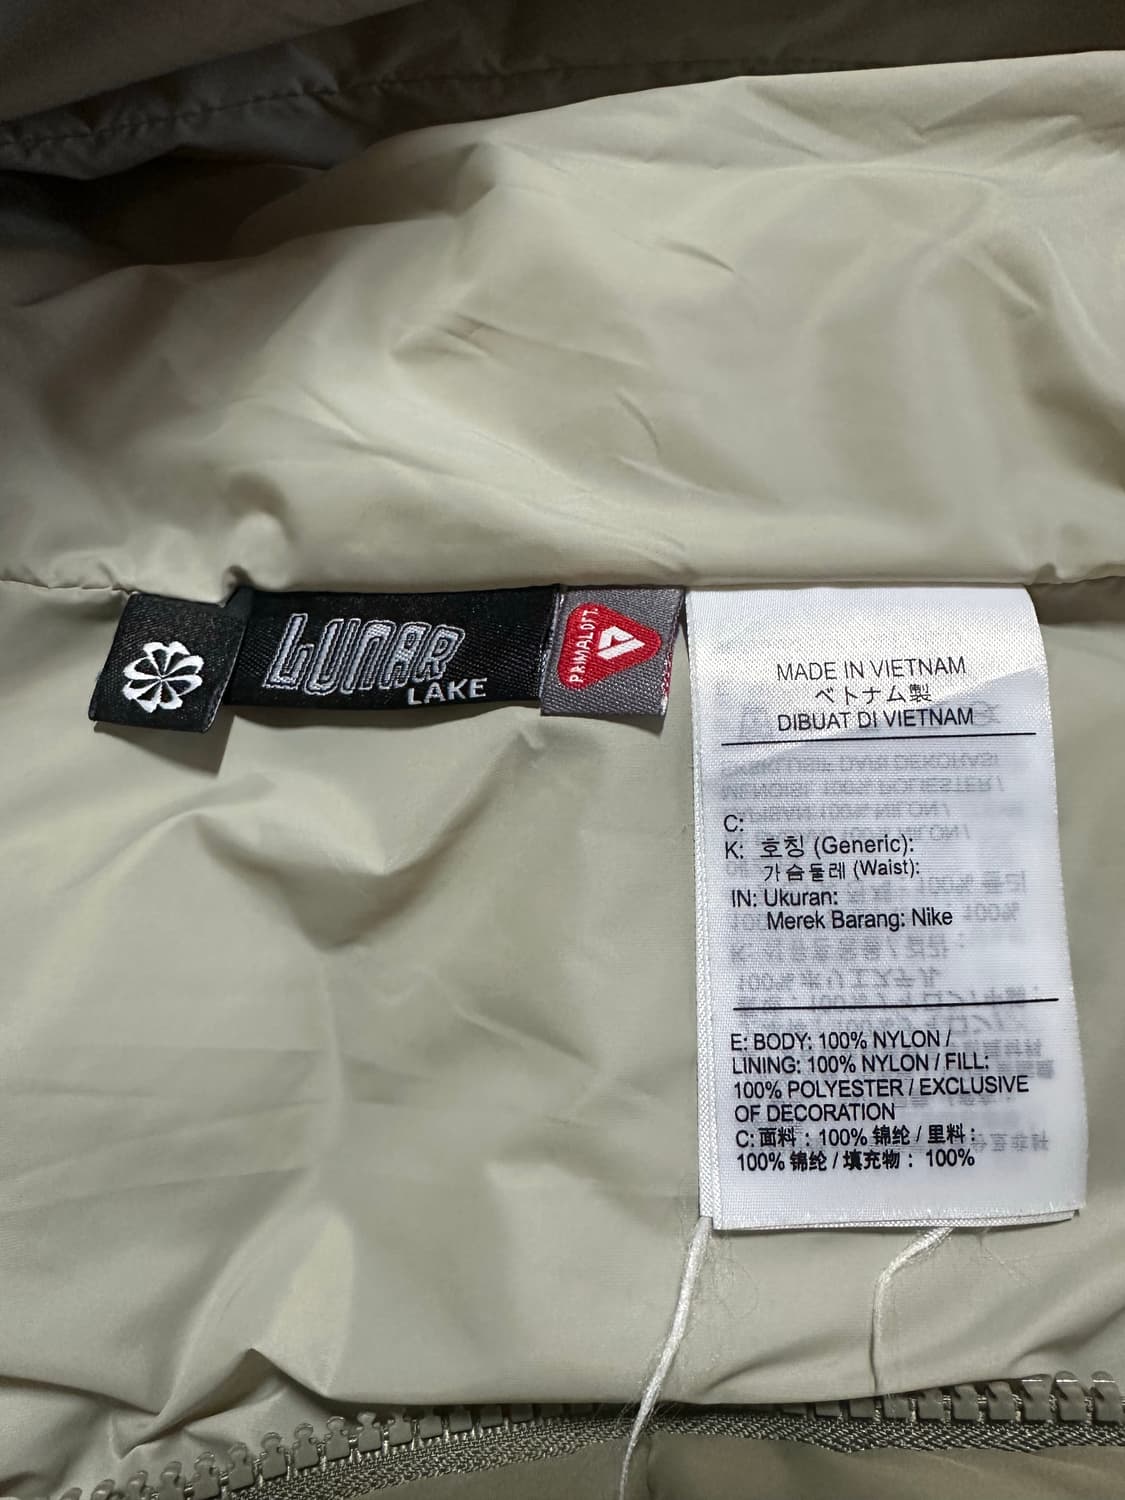 LUNAR
LAKE
PRIMALOFT
MADE IN VIETNAM
ベトナム製
DIBUAT DI VIETNAM
C:
K: 호칭 (Generic):
가슴둘레 (Waist):
IN: Ukuran:
Merek Barang: Nike
E: BODY: 100% NYLON /
LINING: 100% NYLON / FILL:
100% POLYESTER / EXCLUSIVE
OF DECORATION
C: 面料 : 100% 锦纶 / 里料 :
100% 锦纶 / 填充物 : 100%